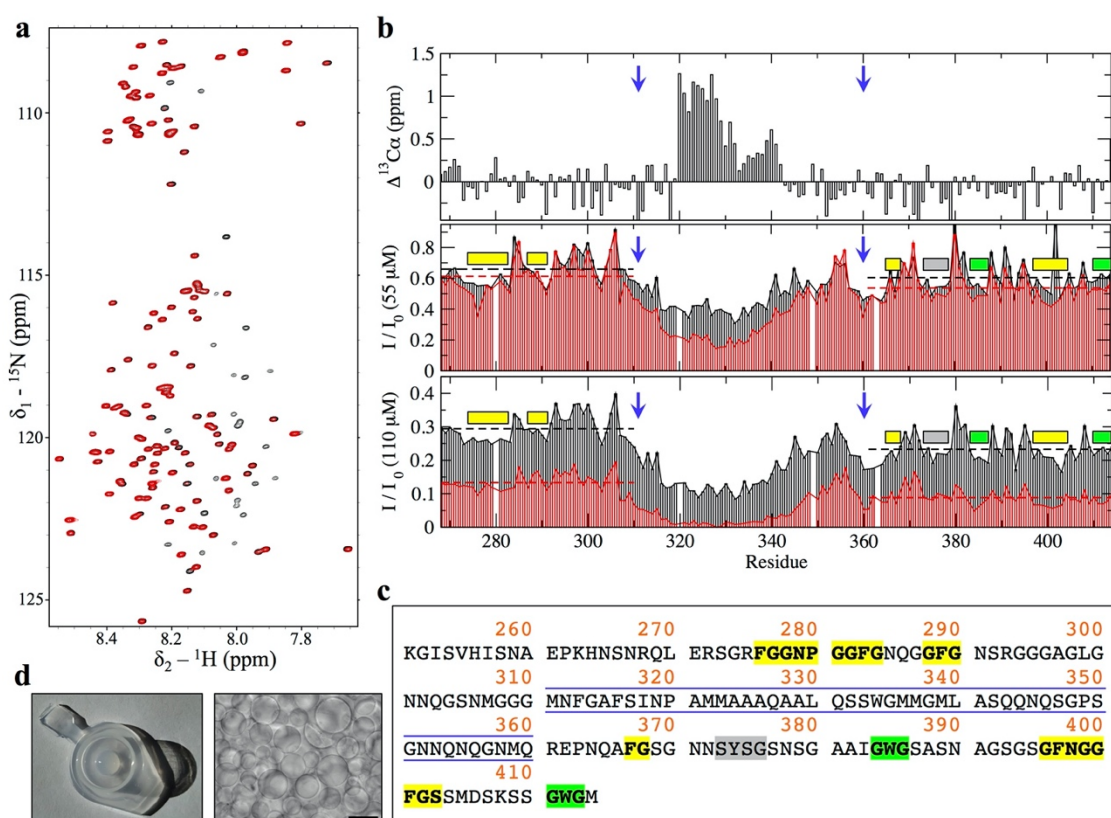 a
110
115
120
125
δ1 - 15N (ppm)
8.4 8.2 8.0 7.8
δ2 – 1H (ppm)
b
1.5
1
0.5
0
Δ 13Cα (ppm)
0.8
0.6
0.4
0.2
0
I / I0 (55 μM)
0.4
0.3
0.2
0.1
0
I / I0 (110 μM)
280 300 320 340 360 380 400
Residue
c
260 270 280 290 300
KGISVHISNA EPKHNSNRQL ERSGRFGGNP GGFGNQGGFG NSRGGGAGLG
310 320 330 340 350
NNQGSNMGGG MNFGAFSINP AMMAAAQAAL QSSWGMMGML ASQQNQSGPS
360 370 380 390 400
GNNQNQGNMQ REPNQAFGSG NNSYSGSNSG AAIGWGSASN AGSGSGFNGG
410
FGSSMDSKSS GWGM
d